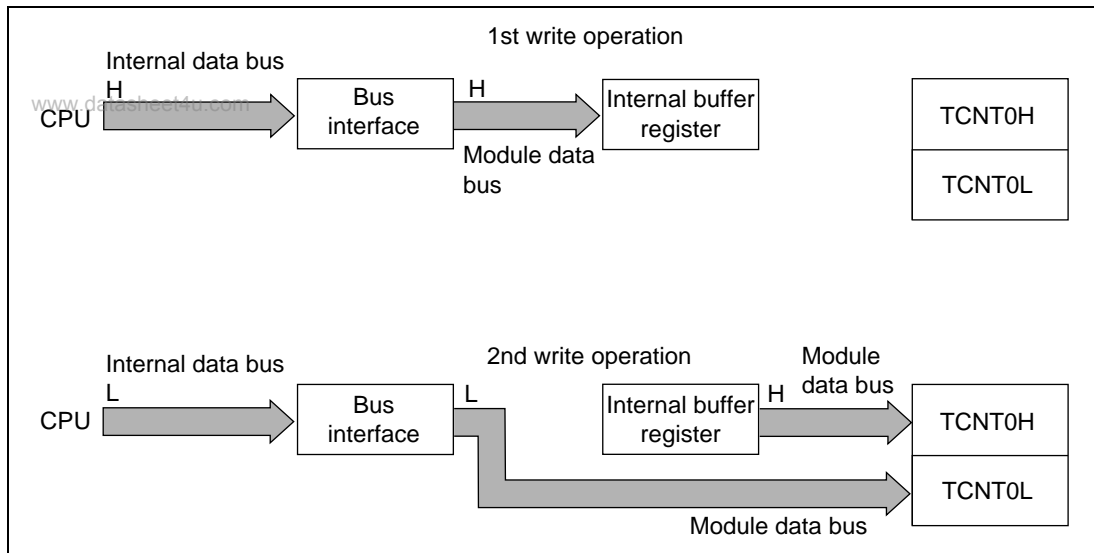 1st write operation
Internal data bus
H
www.datasheet4u.com
CPU
Bus
interface
H
Module data
bus
Internal buffer
register
TCNT0H
TCNT0L
2nd write operation
Internal data bus
L
CPU
Bus
interface
L
Internal buffer
register
H
Module
data bus
TCNT0H
TCNT0L
Module data bus